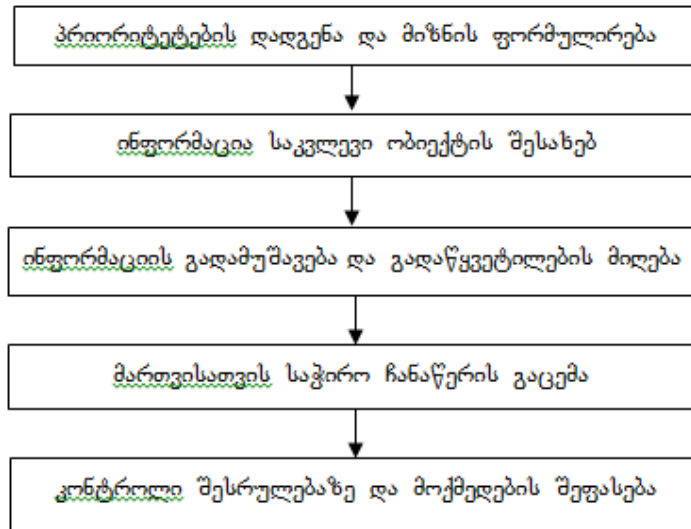 პრიორიტეტების დადგენა და მიზნის ფორმულირება
ინფორმაცია საკვლევი ობიექტის შესახებ
ინფორმაციის გადამუშავება და გადაწყვეტილების მიღება
მართვისათვის საჭირო ჩანაწერის გაცემა
კონტროლი შესრულებაზე და მოქმედების შეფასება